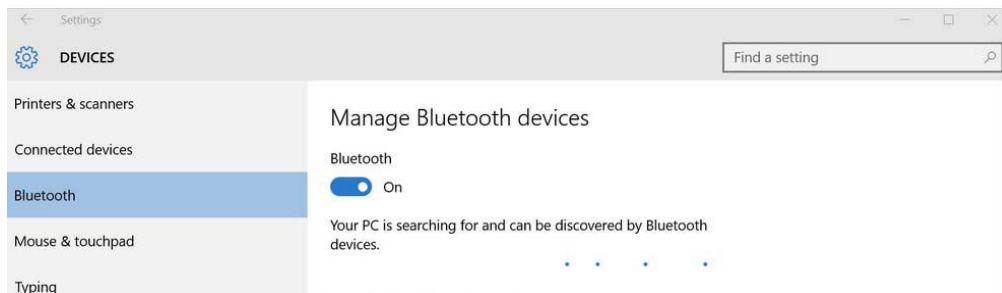 Settings
DEVICES
Find a setting
Printers & scanners
Connected devices
Bluetooth
Mouse & touchpad
Typing
Manage Bluetooth devices
Bluetooth
On
Your PC is searching for and can be discovered by Bluetooth
devices.